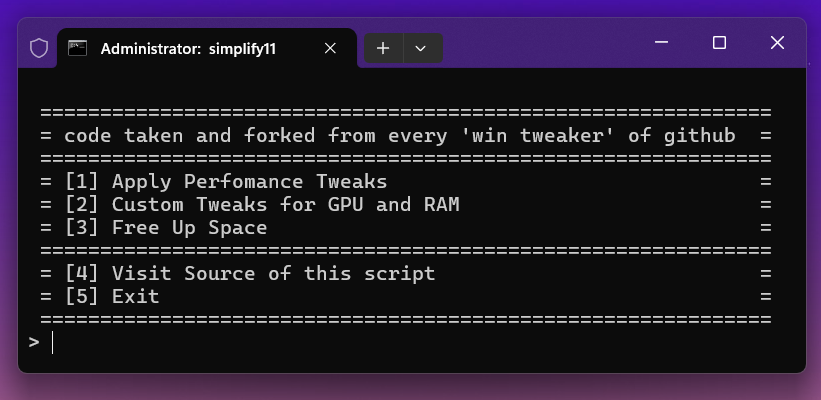 Administrator: simplify11
==============================================================
= code taken and forked from every 'win tweaker' of github =
==============================================================
= [1] Apply Perfomance Tweaks =
= [2] Custom Tweaks for GPU and RAM =
= [3] Free Up Space =
==============================================================
= [4] Visit Source of this script =
= [5] Exit =
==============================================================
>